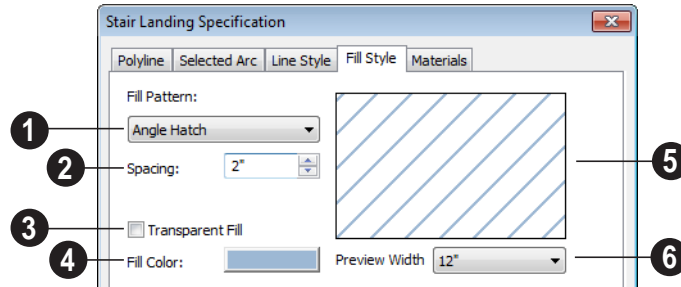 Stair Landing Specification
Polyline Selected Arc Line Style Fill Style Materials
Fill Pattern:
1 Angle Hatch
2 Spacing: 2" 5
3 Transparent Fill
4 Fill Color: Preview Width 12" 6